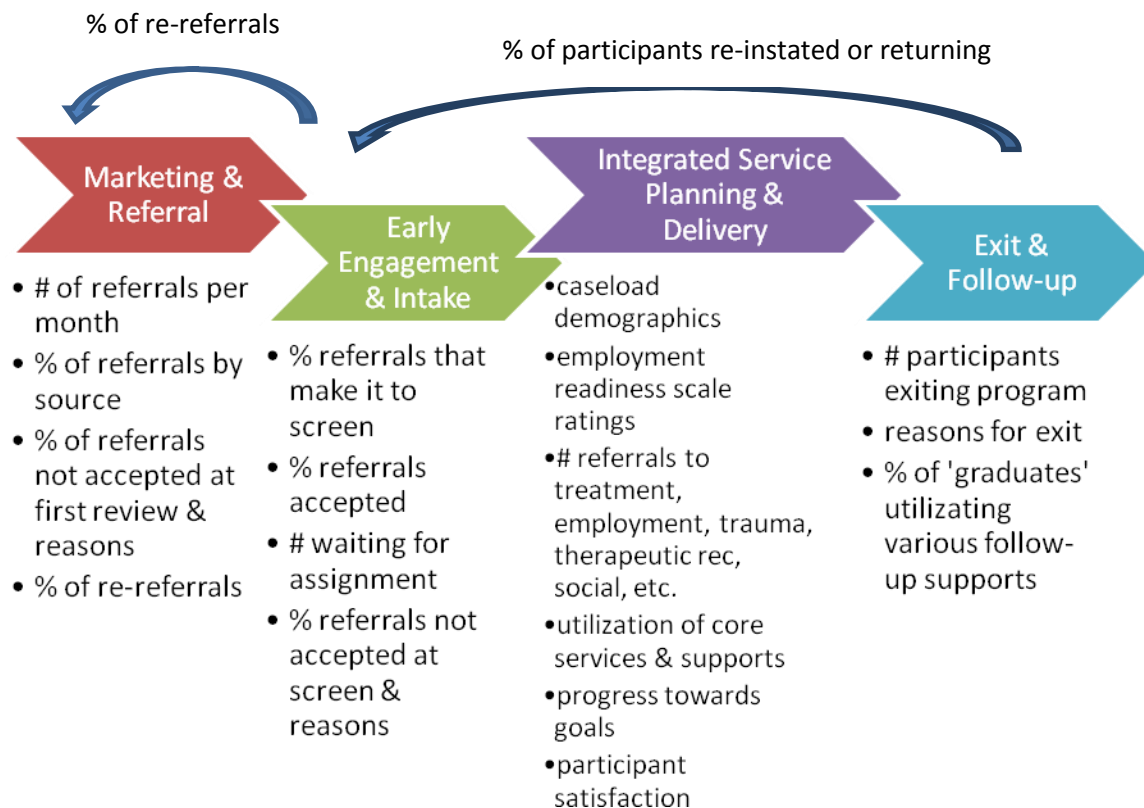 % of re-referrals
% of participants re-instated or returning
Marketing &
Referral
• # of referrals per
month
• % of referrals by
source
• % of referrals
not accepted at
first review &
reasons
• % of re-referrals
Early
Engagement
& Intake
• % referrals that
make it to
screen
• % referrals
accepted
• # waiting for
assignment
• % referrals not
accepted at
screen &
reasons
Integrated Service
Planning &
Delivery
•caseload
demographics
•employment
readiness scale
ratings
•# referrals to
treatment,
employment, trauma,
therapeutic rec,
social, etc.
•utilization of core
services & supports
•progress towards
goals
•participant
satisfaction
Exit &
Follow-up
• # participants
exiting program
• reasons for exit
• % of 'graduates'
utilizating
various follow-
up supports